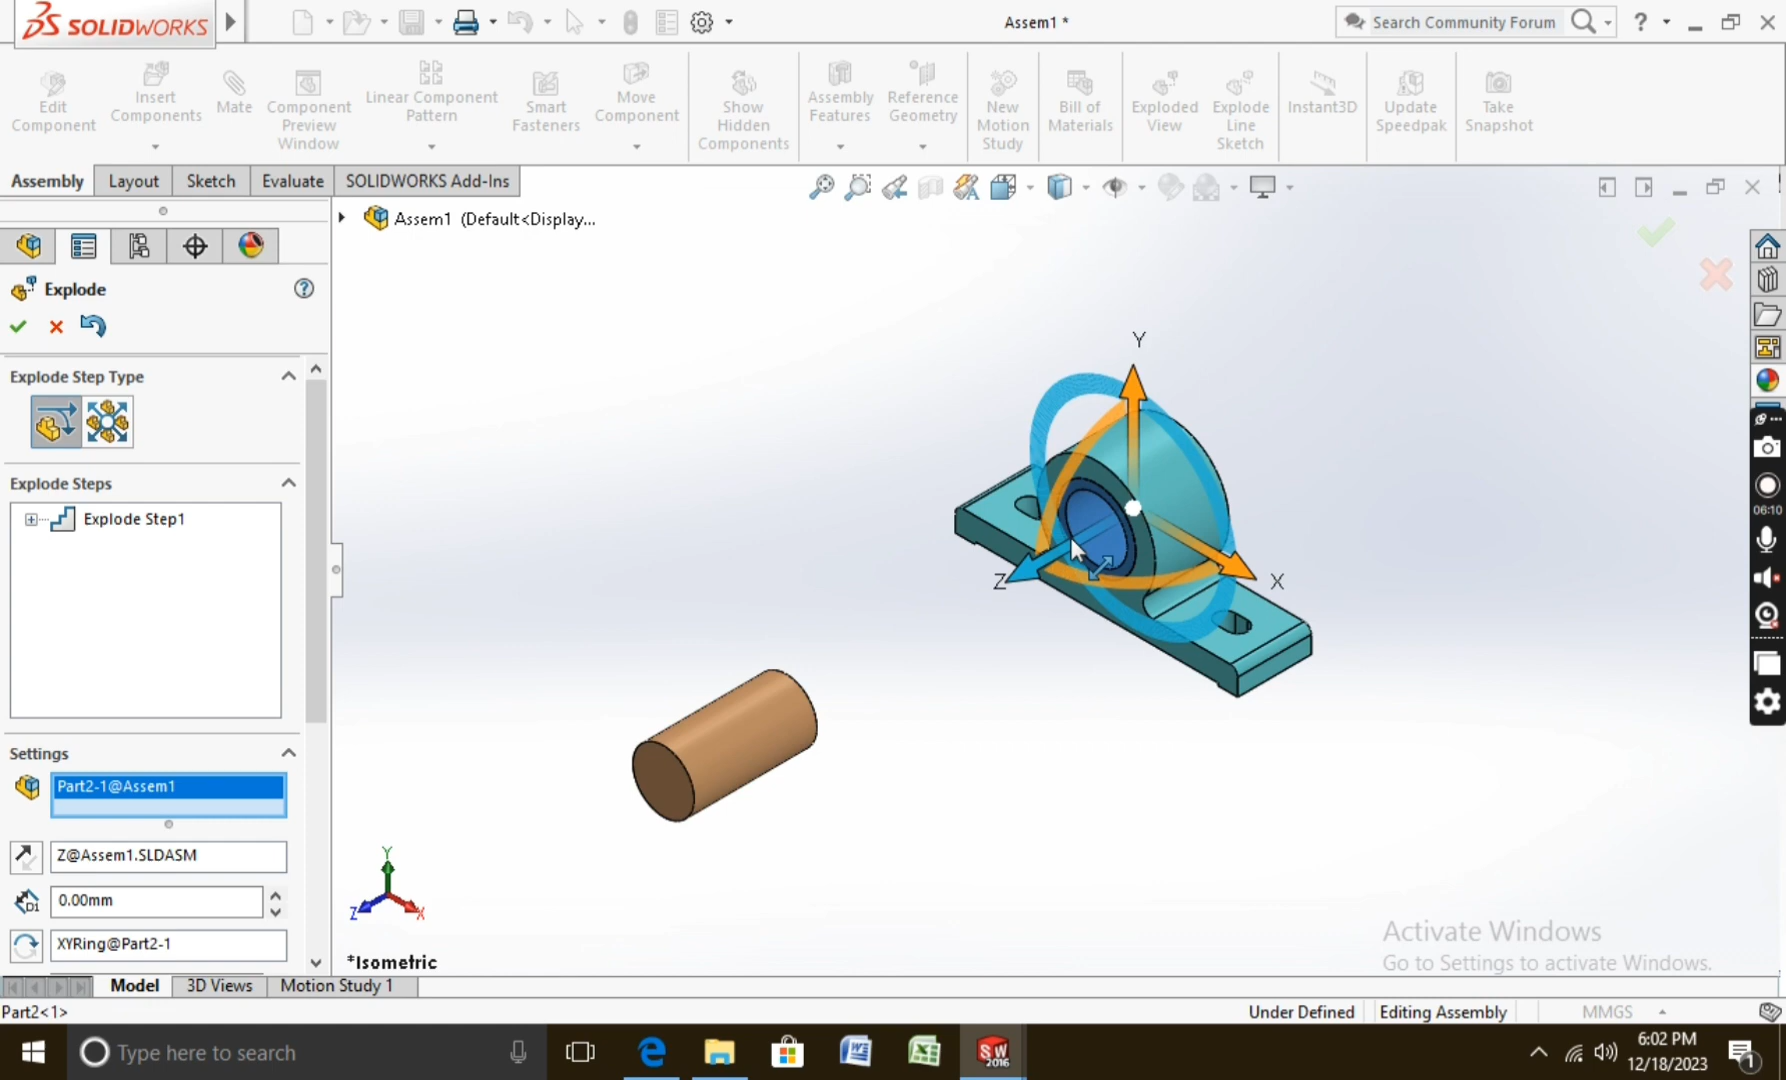 SOLIDWORKS
Assem1 *
Search Community Forum
?
Edit Component
Insert Components
Mate
Component Preview Window
Linear Component Pattern
Smart Fasteners
Move Component
Show Hidden Components
Assembly Features
Reference Geometry
New Motion Study
Bill of Materials
Exploded View
Explode Line Sketch
Instant3D
Update Speedpak
Take Snapshot
Assembly
Layout
Sketch
Evaluate
SOLIDWORKS Add-Ins
Assem1 (Default<Display...
Explode
?
Explode Step Type
Explode Steps
Explode Step1
Settings
Part2-1@Assem1
Z@Assem1.SLDASM
D1
0.00mm
XYRing@Part2-1
Y
Z
X
Y
Z
X
*Isometric
06:10
Activate Windows
Go to Settings to activate Windows.
Model
3D Views
Motion Study 1
Part2<1>
Under Defined
Editing Assembly
MMGS
Type here to search
SW
2016
6:02 PM
12/18/2023
1